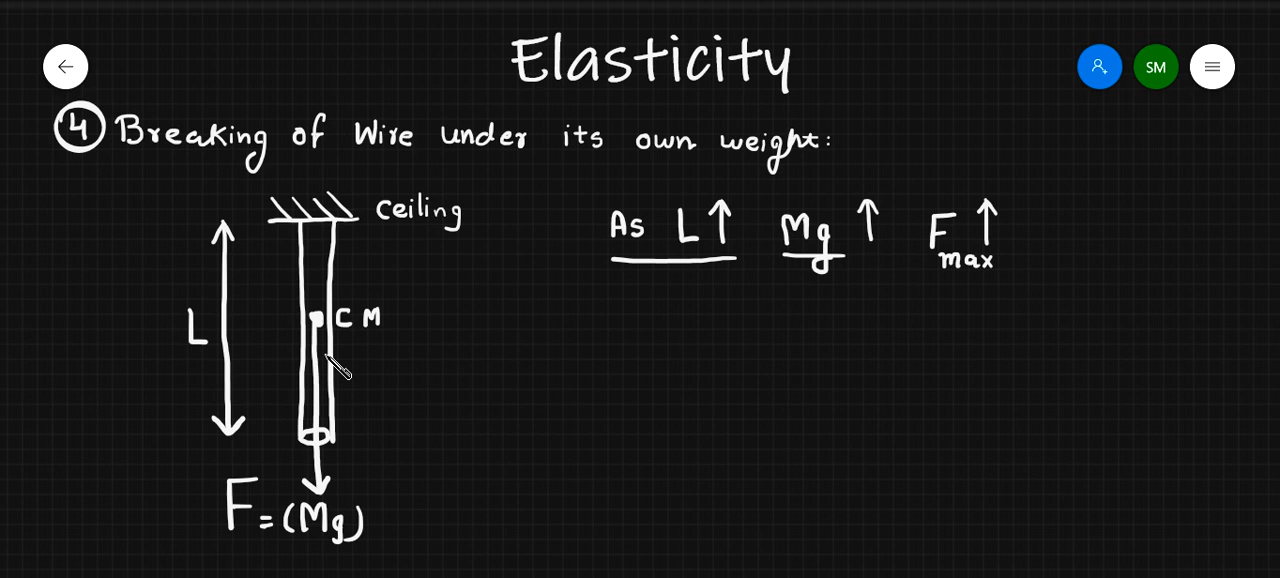 Elasticity
SM
4 Breaking of Wire under its own weight:
Ceiling
As L↑ Mg ↑ F max ↑
L
CM
F = (Mg)